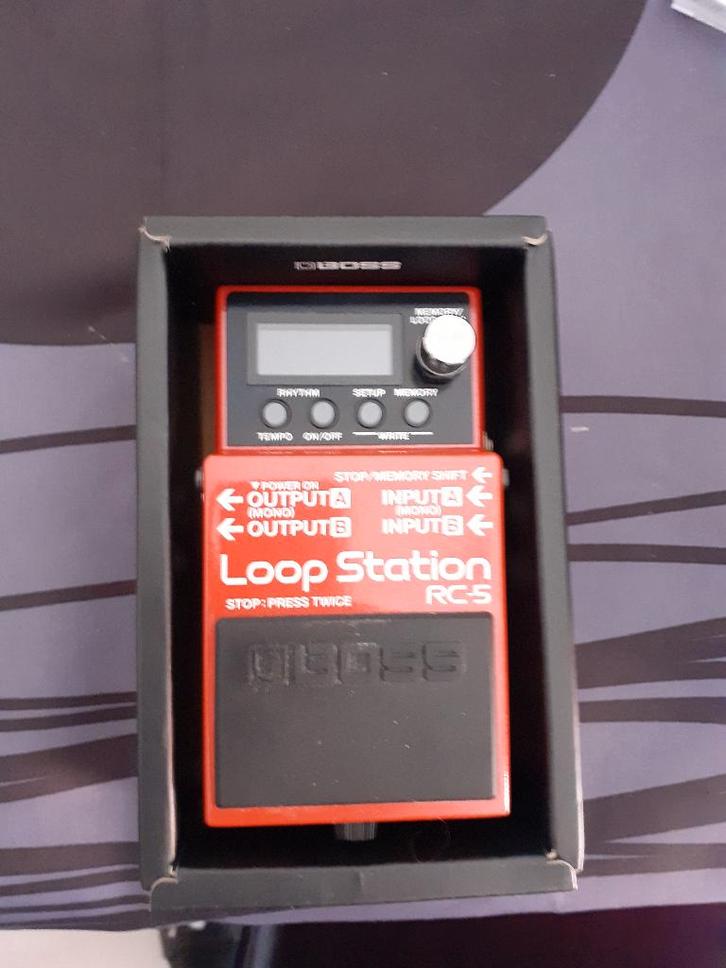 BOSS
MEMORY/
RHYTHM SETUP MEMORY
TEMPO ON/OFF WRITE
STOP/MEMORY SHIFT
▼POWER ON
OUTPUT A INPUT A
(MONO) (MONO)
OUTPUT B INPUT B
Loop Station
RC-5
STOP:PRESS TWICE
BOSS